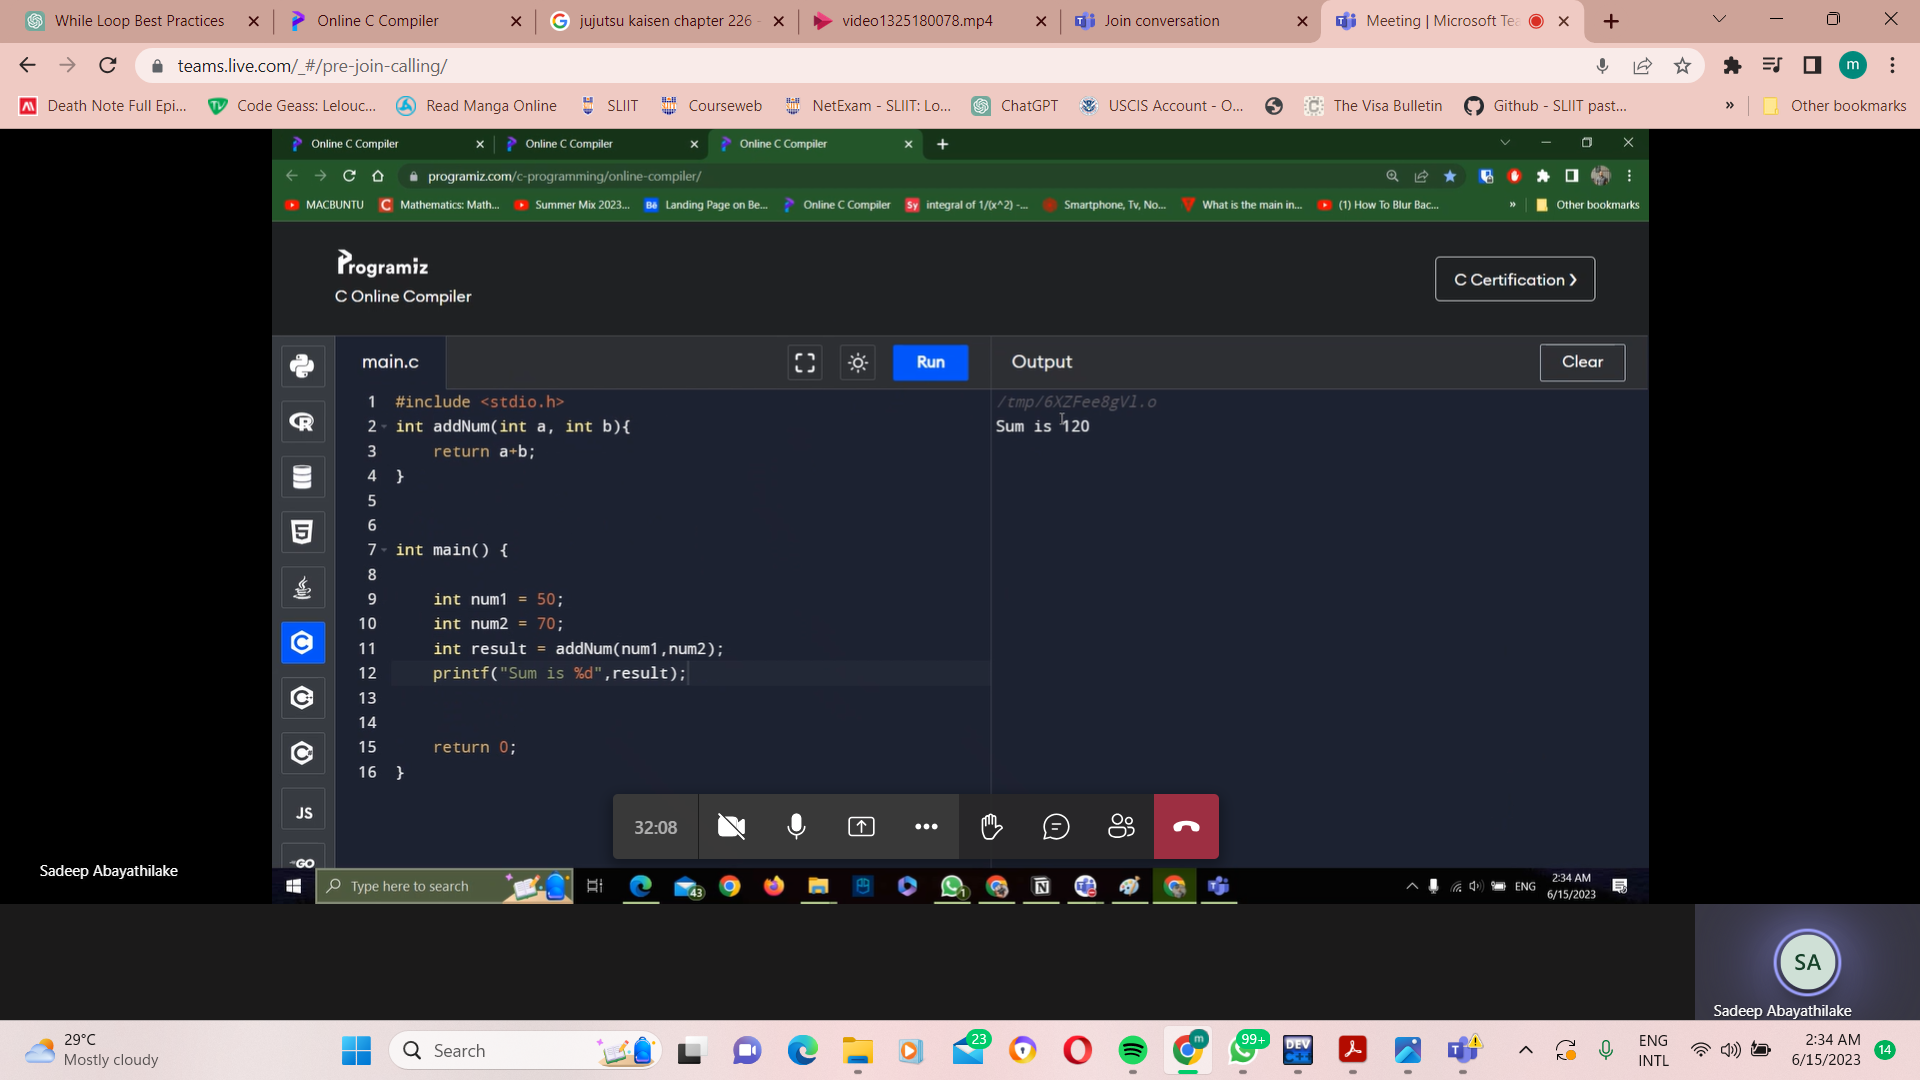 While Loop Best Practices
Online C Compiler
jujutsu kaisen chapter 226 -
video1325180078.mp4
Join conversation
Meeting | Microsoft Tea
teams.live.com/_#/pre-join-calling/
m
Death Note Full Epi...
Code Geass: Lelouc...
Read Manga Online
SLIIT
Courseweb
NetExam - SLIIT: Lo...
ChatGPT
USCIS Account - O...
The Visa Bulletin
Github - SLIIT past...
»
Other bookmarks
Online C Compiler
Online C Compiler
Online C Compiler
programiz.com/c-programming/online-compiler/
MACBUNTU
Mathematics: Math...
Summer Mix 2023...
Landing Page on Be...
Online C Compiler
integral of 1/(x^2) -...
Smartphone, Tv, No...
What is the main in...
(1) How To Blur Bac...
»
Other bookmarks
Programiz
C Online Compiler
C Certification >
main.c
Run
Output
Clear
1 #include <stdio.h>
2 int addNum(int a, int b){
3 return a+b;
4 }
5
6
7 int main() {
8
9 int num1 = 50;
10 int num2 = 70;
11 int result = addNum(num1,num2);
12 printf("Sum is %d",result);
13
14
15 return 0;
16 }
/tmp/6XZFee8gVl.o
Sum is 120
JS
GO
32:08
Sadeep Abayathilake
Type here to search
43
1
ENG
2:34 AM
6/15/2023
SA
Sadeep Abayathilake
29°C
Mostly cloudy
Search
23
m
99+
DEV
ENG
INTL
2:34 AM
6/15/2023
14